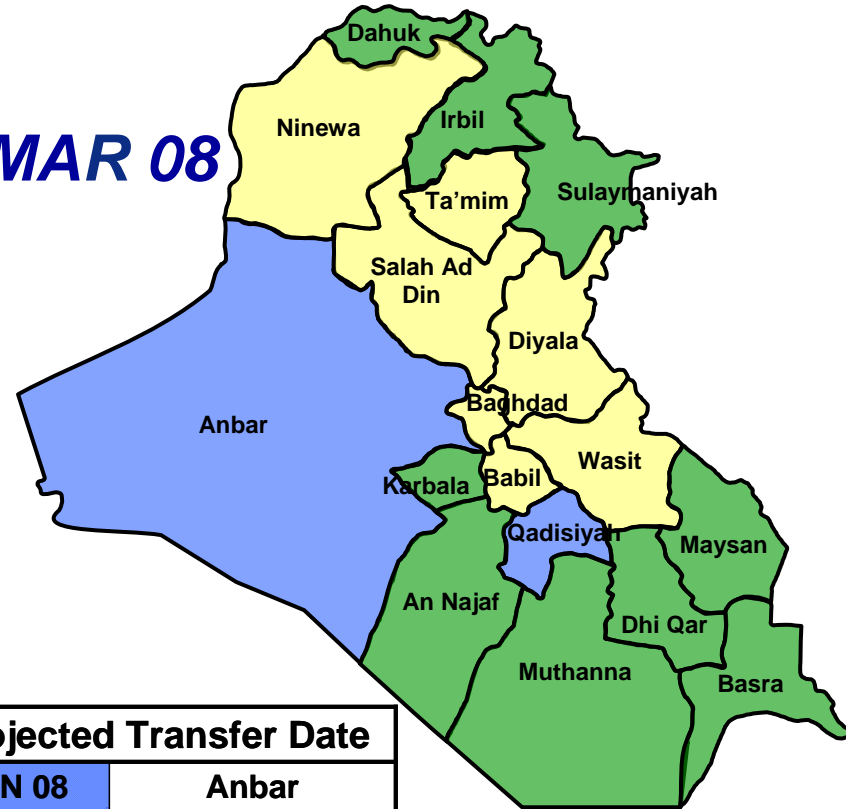 Dahuk
MAR 08
Ninewa
Irbil
Ta’mim
Sulaymaniyah
Salah Ad
Din
Diyala
Baghdad
Anbar
Wasit
Karbala
Babil
Qadisiyah
Maysan
An Najaf
Dhi Qar
Muthanna
Basra
ojected Transfer Date
N 08
Anbar